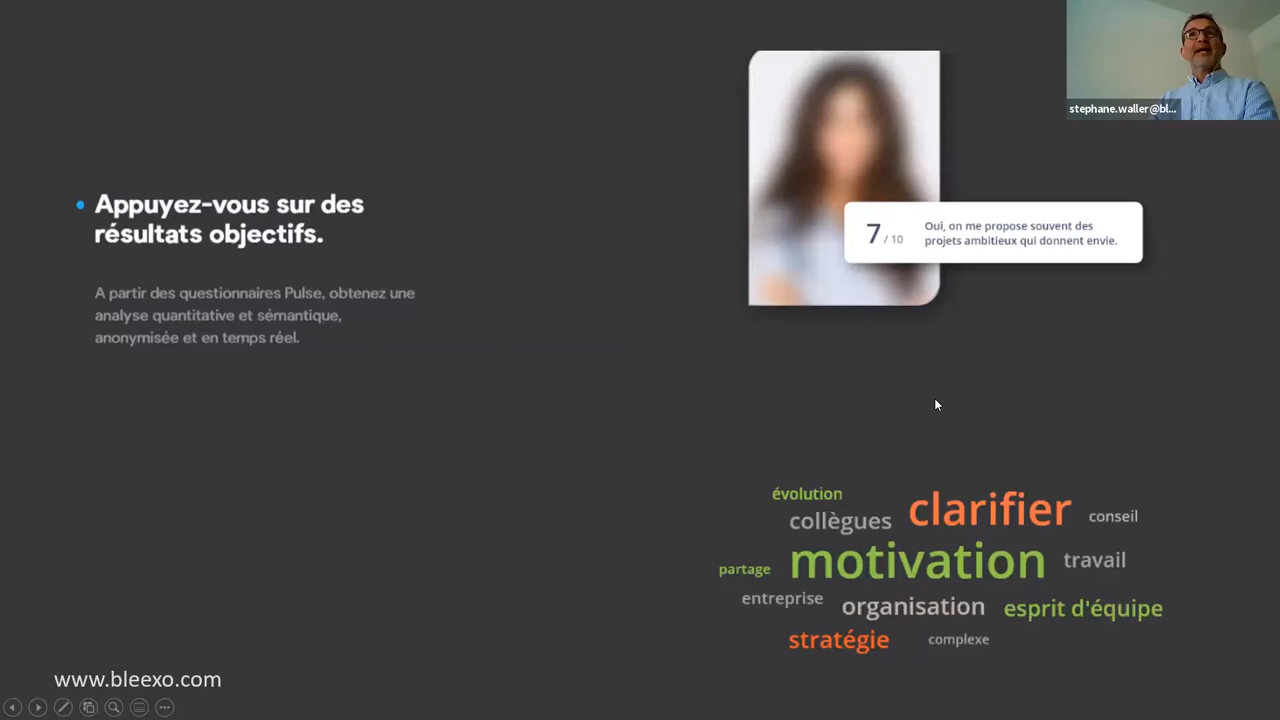 stephane.waller@bl...
Appuyez-vous sur des
résultats objectifs.
A partir des questionnaires Pulse, obtenez une
analyse quantitative et sémantique,
anonymisée et en temps réel.
7 / 10
Oui, on me propose souvent des
projets ambitieux qui donnent envie.
évolution
collègues clarifier conseil
partage motivation travail
entreprise organisation esprit d'équipe
stratégie complexe
www.bleexo.com